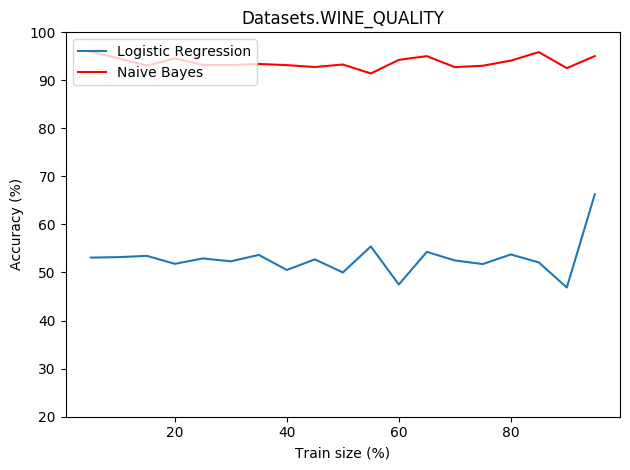 Datasets.WINE_QUALITY
Logistic Regression
Naive Bayes
Accuracy (%)
100
90
80
70
60
50
40
30
20
20 40 60 80
Train size (%)